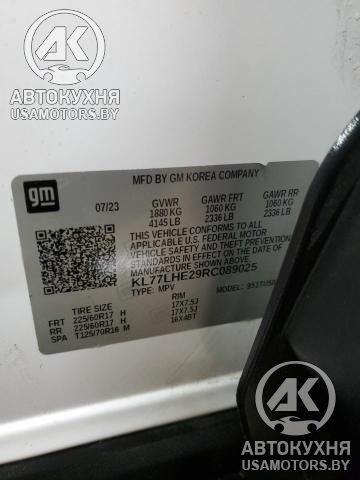 АК
АВТОКУХНЯ
USAMOTORS.BY
gm
MFD BY GM KOREA COMPANY
07/23
GVWR GAWR FRT GAWR RR
1880 KG 1060 KG 1060 KG
4145 LB 2336 LB 2336 LB
THIS VEHICLE CONFORMS TO ALL
APPLICABLE U.S. FEDERAL MOTOR
VEHICLE SAFETY STANDARDS IN
EFFECT ON THE DATE OF
MANUFACTURE SHOWN ABOVE.
KL77LHE29RC089025
TYPE: MPV MODEL:
TIRE SIZE RIM
FRT 225/60R17 H 17X7.5J
RR 225/60R17 H 17X7.5J
SPA T125/70R16 M 16X4BT
АК
АВТОКУХНЯ
USAMOTORS.BY